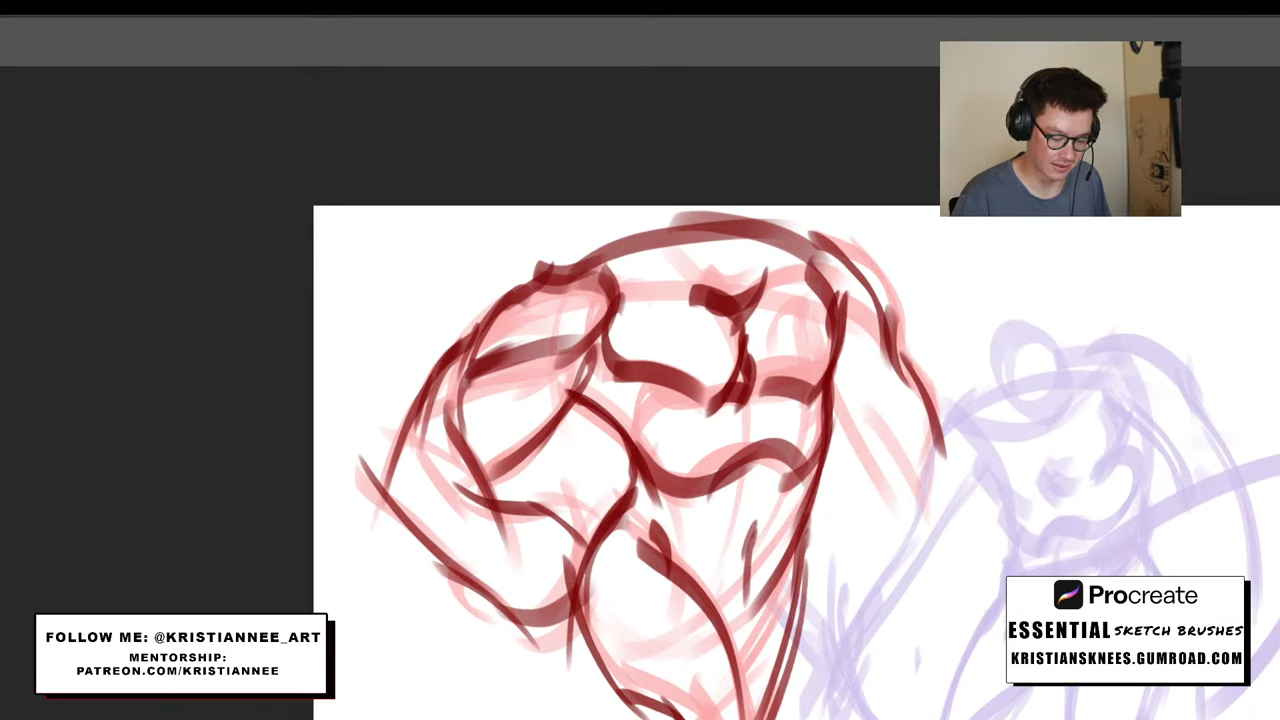 FOLLOW ME: @KRISTIANNEE_ART
MENTORSHIP:
PATREON.COM/KRISTIANNEE
Procreate
ESSENTIAL SKETCH BRUSHES
KRISTIANSKNEES.GUMROAD.COM